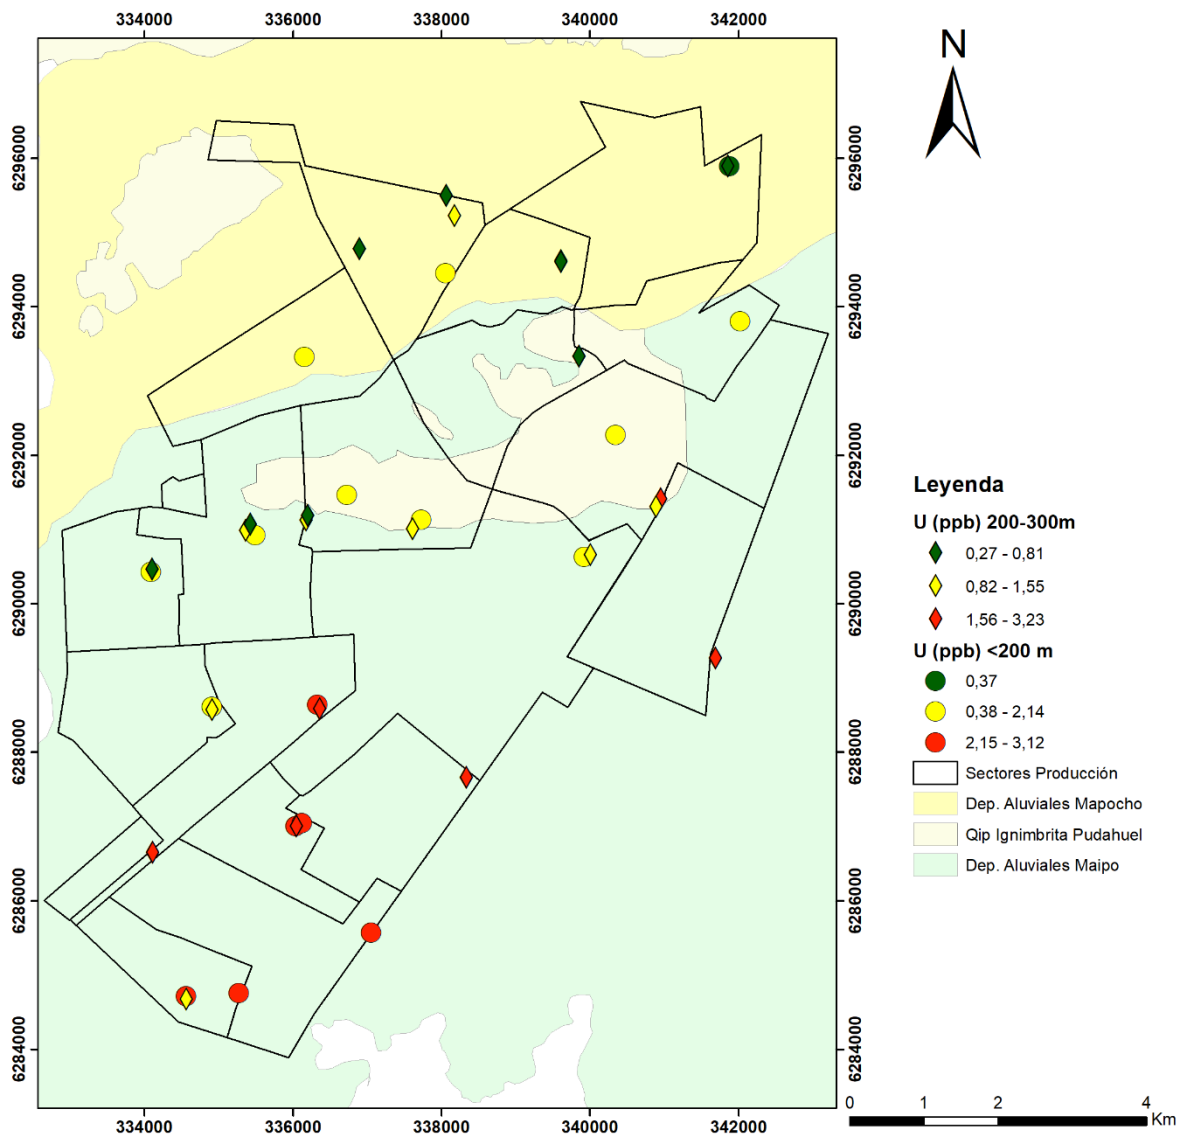 334000 336000 338000 340000 342000
N
6296000 6296000
6294000 6294000
6292000 6292000
Leyenda
U (ppb) 200-300m
0,27 - 0,81
0,82 - 1,55
1,56 - 3,23
U (ppb) <200 m
0,37
0,38 - 2,14
2,15 - 3,12
Sectores Producción
Dep. Aluviales Mapocho
Qip Ignimbrita Pudahuel
Dep. Aluviales Maipo
6290000 6290000
6288000 6288000
6286000 6286000
6284000 6284000
334000 336000 338000 340000 342000
0 1 2 4
Km